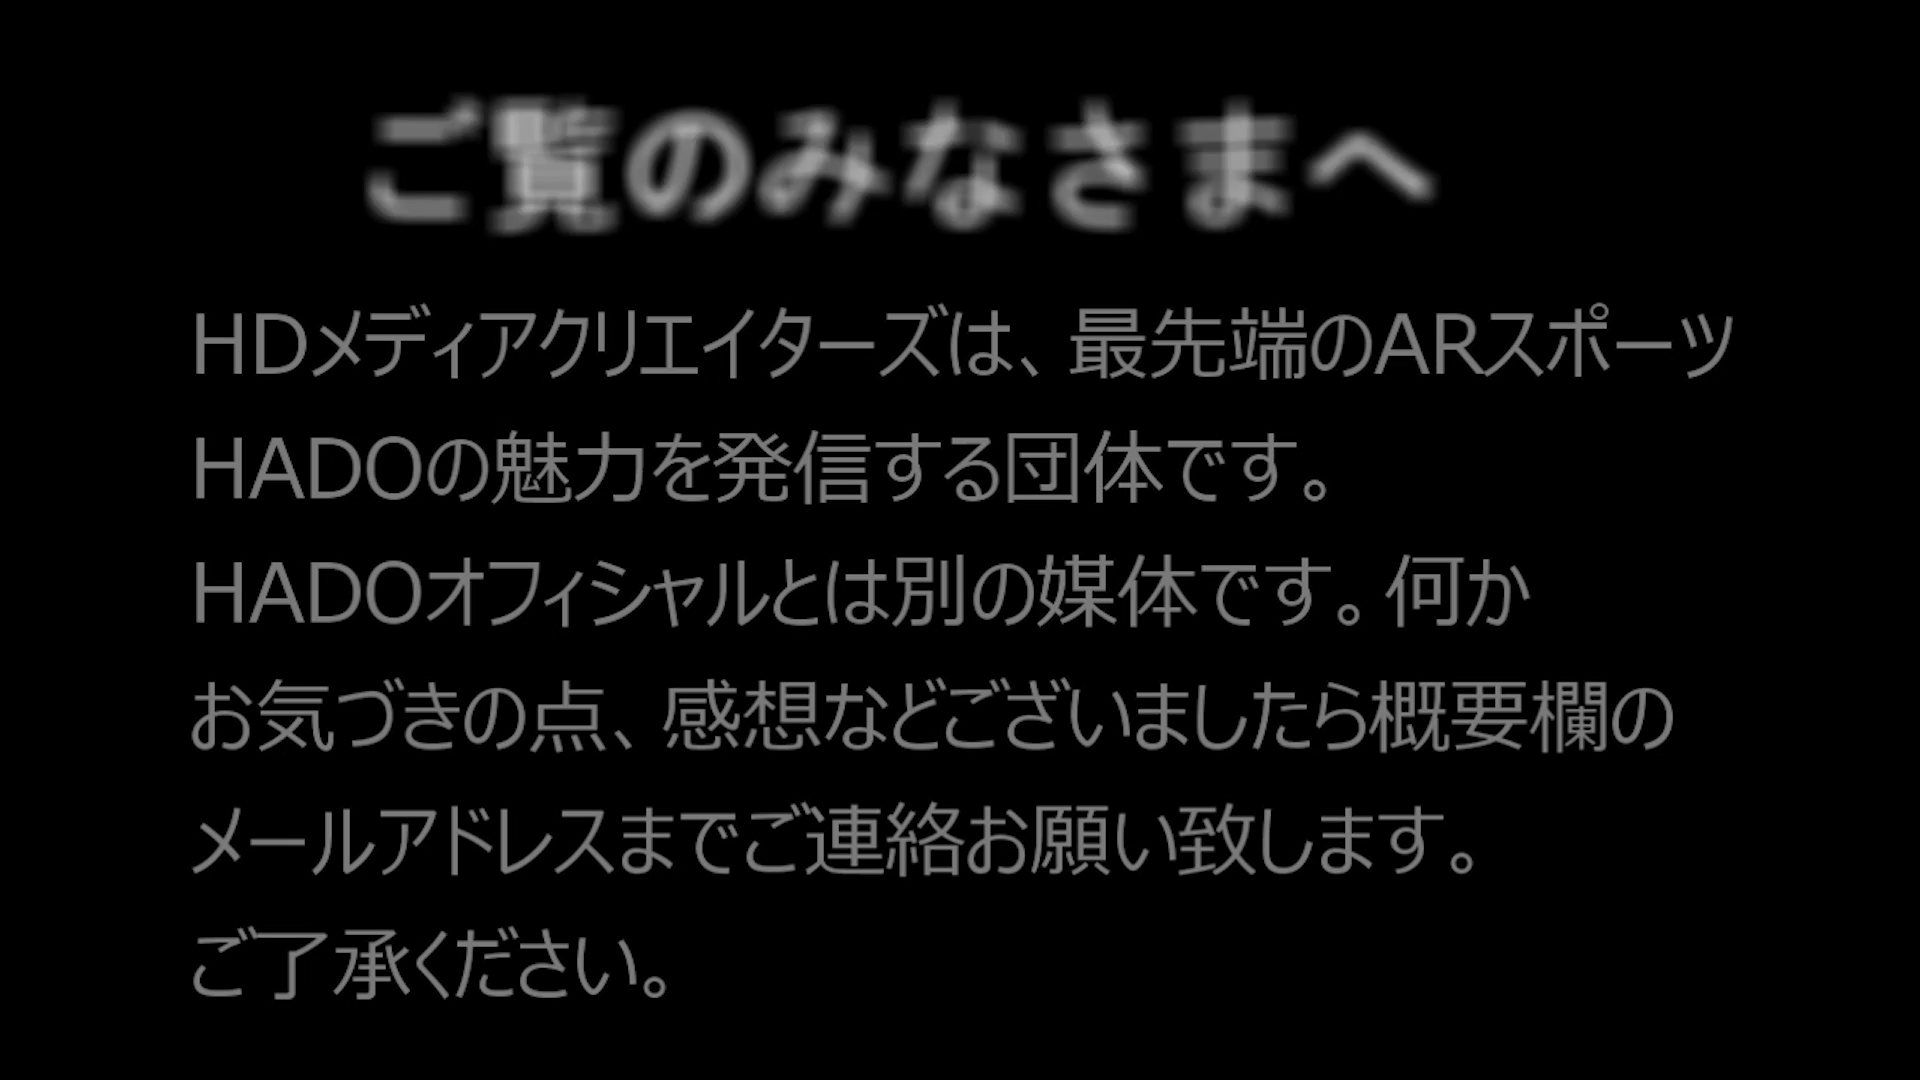 ご覧のみなさまへ
HDメディアクリエイターズは、最先端のARスポーツ
HADOの魅力を発信する団体です。
HADOオフィシャルとは別の媒体です。何か
お気づきの点、感想などございましたら概要欄の
メールアドレスまでご連絡お願い致します。
ご了承ください。